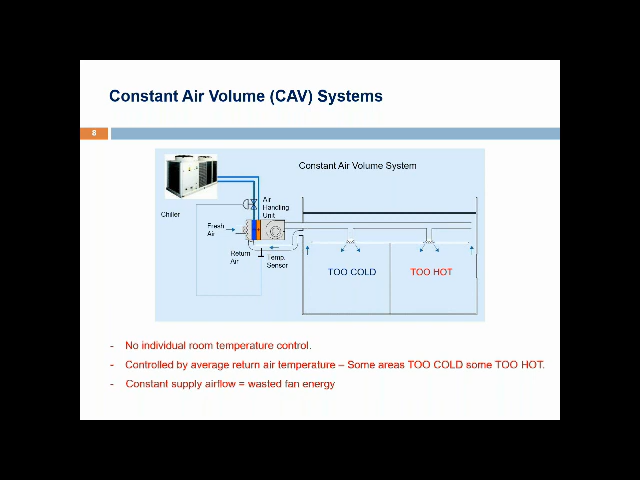 Constant Air Volume (CAV) Systems
8
Constant Air Volume System
Chiller
Air
Handling
Unit
Fresh
Air
Return
Air
Temp.
Sensor
TOO COLD
TOO HOT
- No individual room temperature control.
- Controlled by average return air temperature – Some areas TOO COLD some TOO HOT.
- Constant supply airflow = wasted fan energy